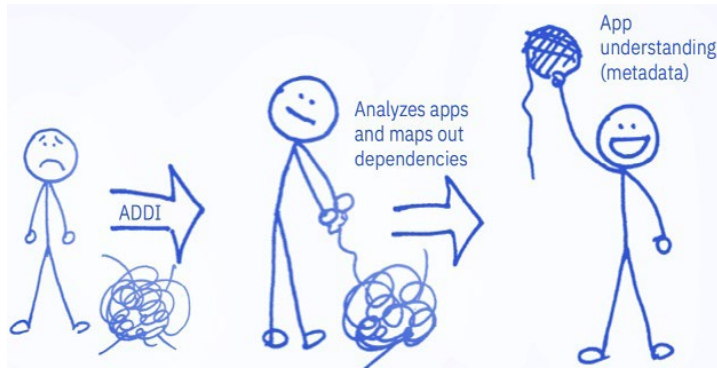 ADDI
Analyzes apps
and maps out
dependencies
App
understanding
(metadata)